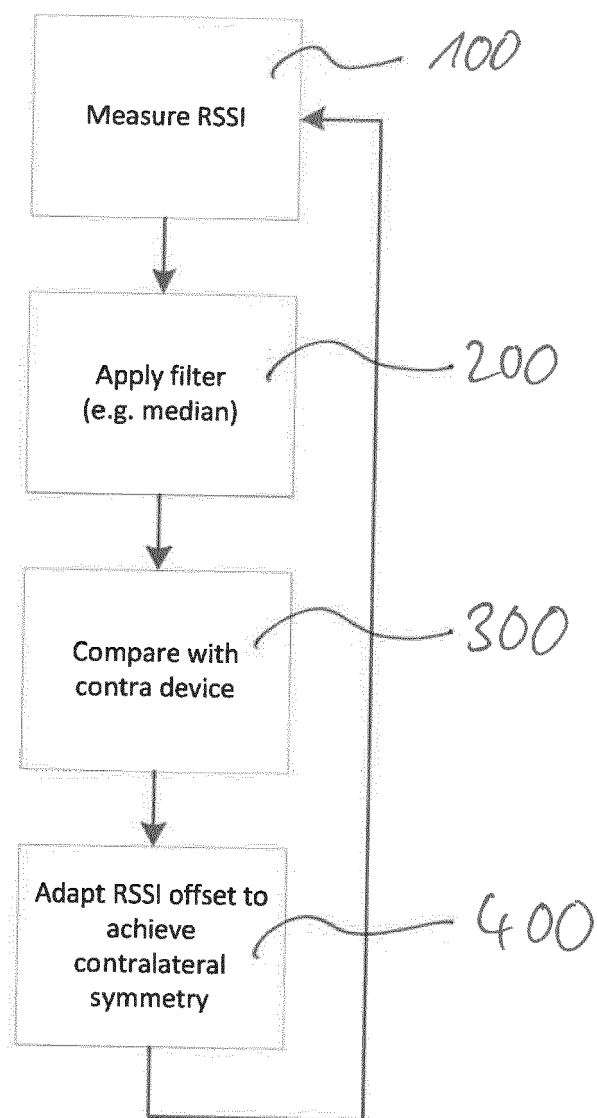 100
Measure RSSI
200
Apply filter
(e.g. median)
300
Compare with
contra device
400
Adapt RSSI offset to
achieve
contralateral
symmetry